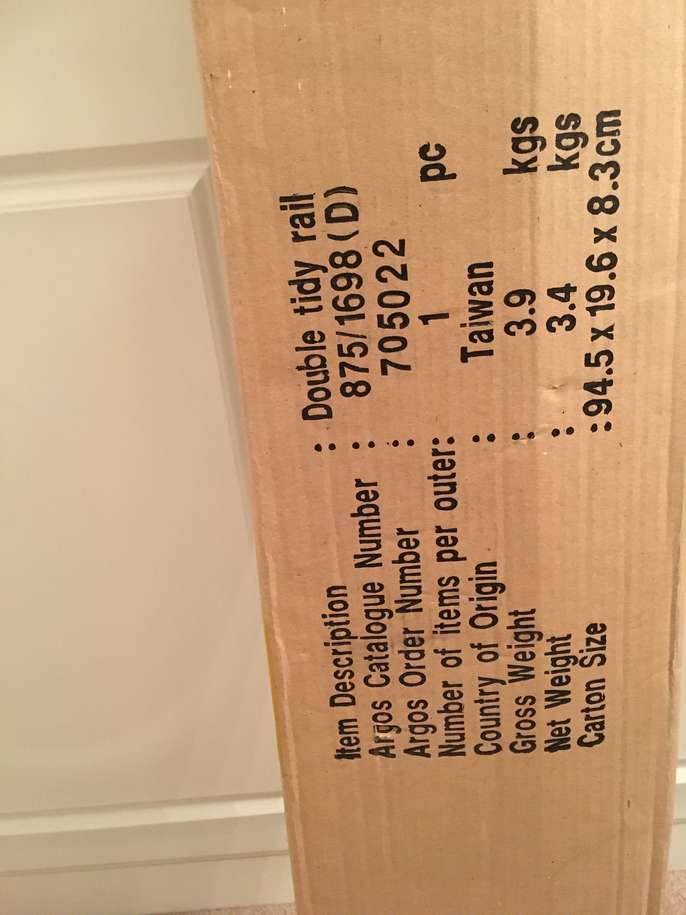 Item Description : Double tidy rail
Argos Catalogue Number : 875/1698(D)
Argos Order Number : 705022
Number of items per outer: 1 pc
Country of Origin : Taiwan
Gross Weight : 3.9 kgs
Net Weight : 3.4 kgs
Carton Size : 94.5 x 19.6 x 8.3cm